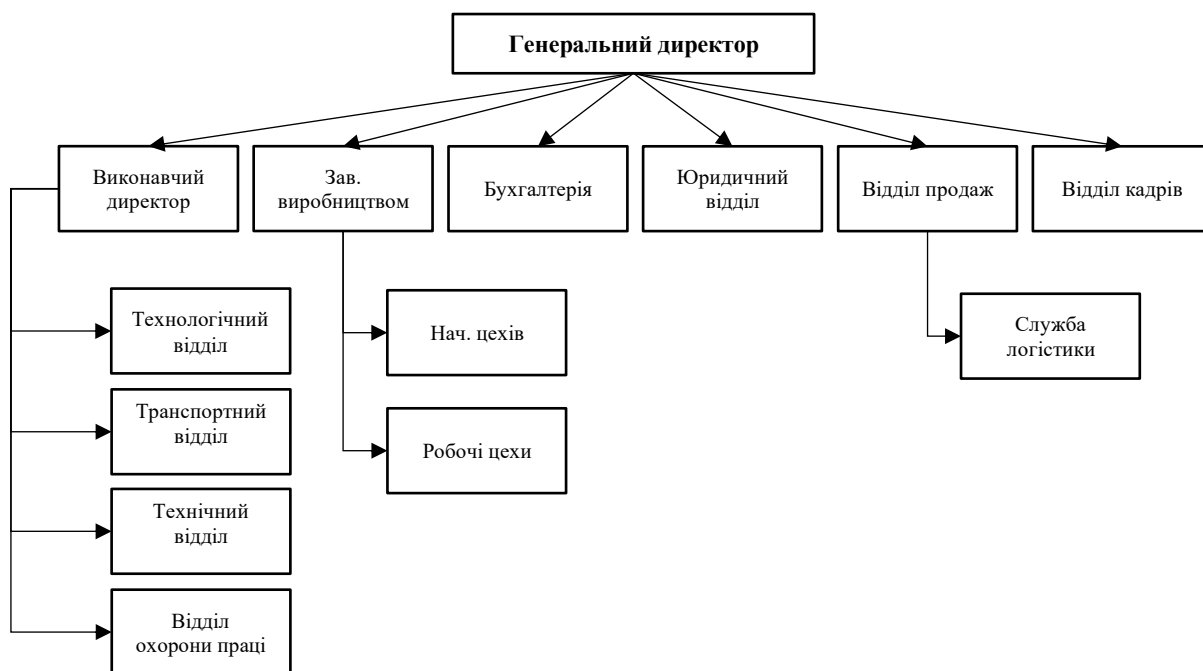 Генеральний директор
Виконавчий
директор
Зав.
виробництвом
Бухгалтерія
Юридичний
відділ
Відділ продаж
Відділ кадрів
Технологічний
відділ
Нач. цехів
Служба
логістики
Транспортний
відділ
Робочі цехи
Технічний
відділ
Відділ
охорони праці